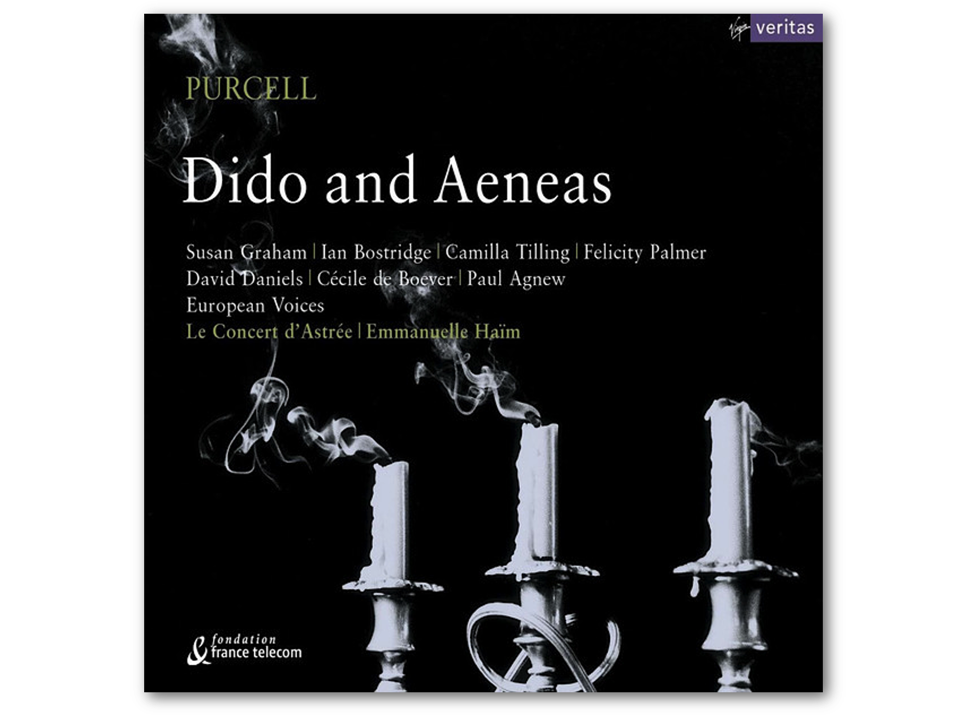 Virgin veritas
PURCELL
Dido and Aeneas
Susan Graham | Ian Bostridge | Camilla Tilling | Felicity Palmer
David Daniels | Cécile de Boever | Paul Agnew
European Voices
Le Concert d'Astrée | Emmanuelle Haïm
& fondation
france telecom